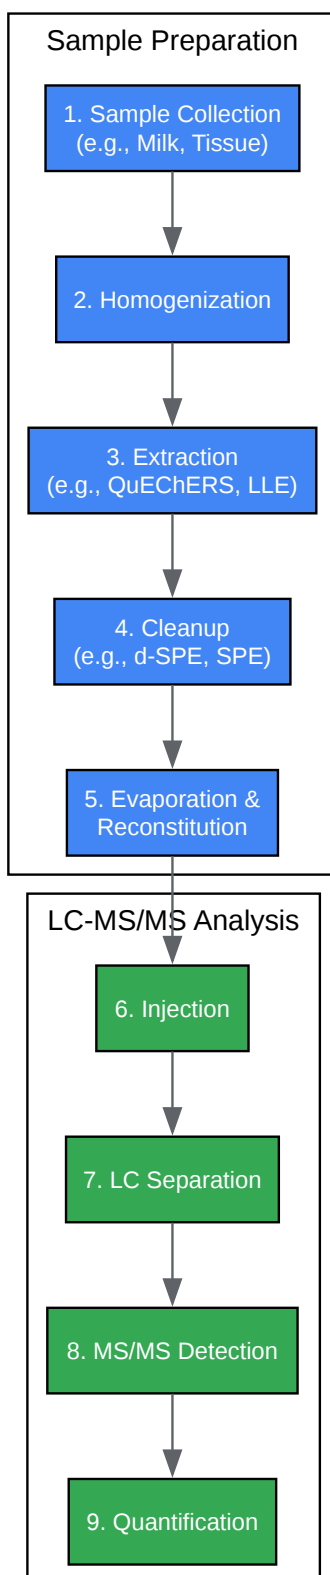 Sample Preparation
1. Sample Collection
(e.g., Milk, Tissue)
2. Homogenization
3. Extraction
(e.g., QuEChERS, LLE)
4. Cleanup
(e.g., d-SPE, SPE)
5. Evaporation &
Reconstitution
LC-MS/MS Analysis
6. Injection
7. LC Separation
8. MS/MS Detection
9. Quantification